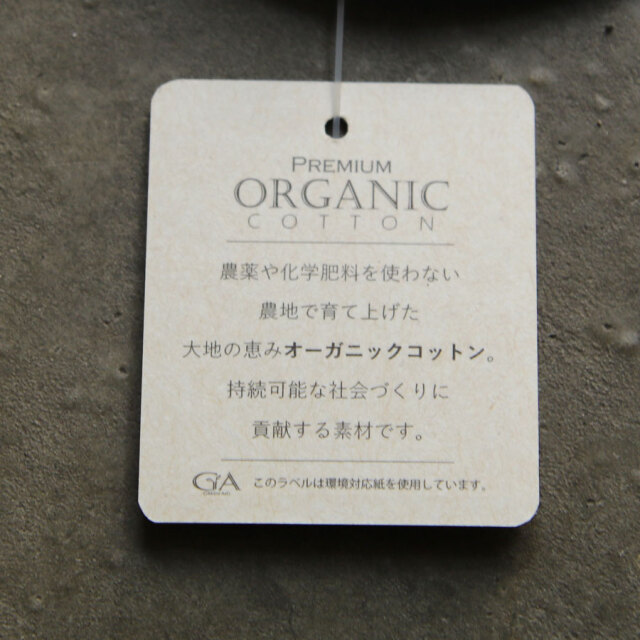 PREMIUM
ORGANIC
COTTON
農薬や化学肥料を使わない
農地で育て上げた
大地の恵みオーガニックコットン。
持続可能な社会づくりに
貢献する素材です。
GA
このラベルは環境対応紙を使用しています。